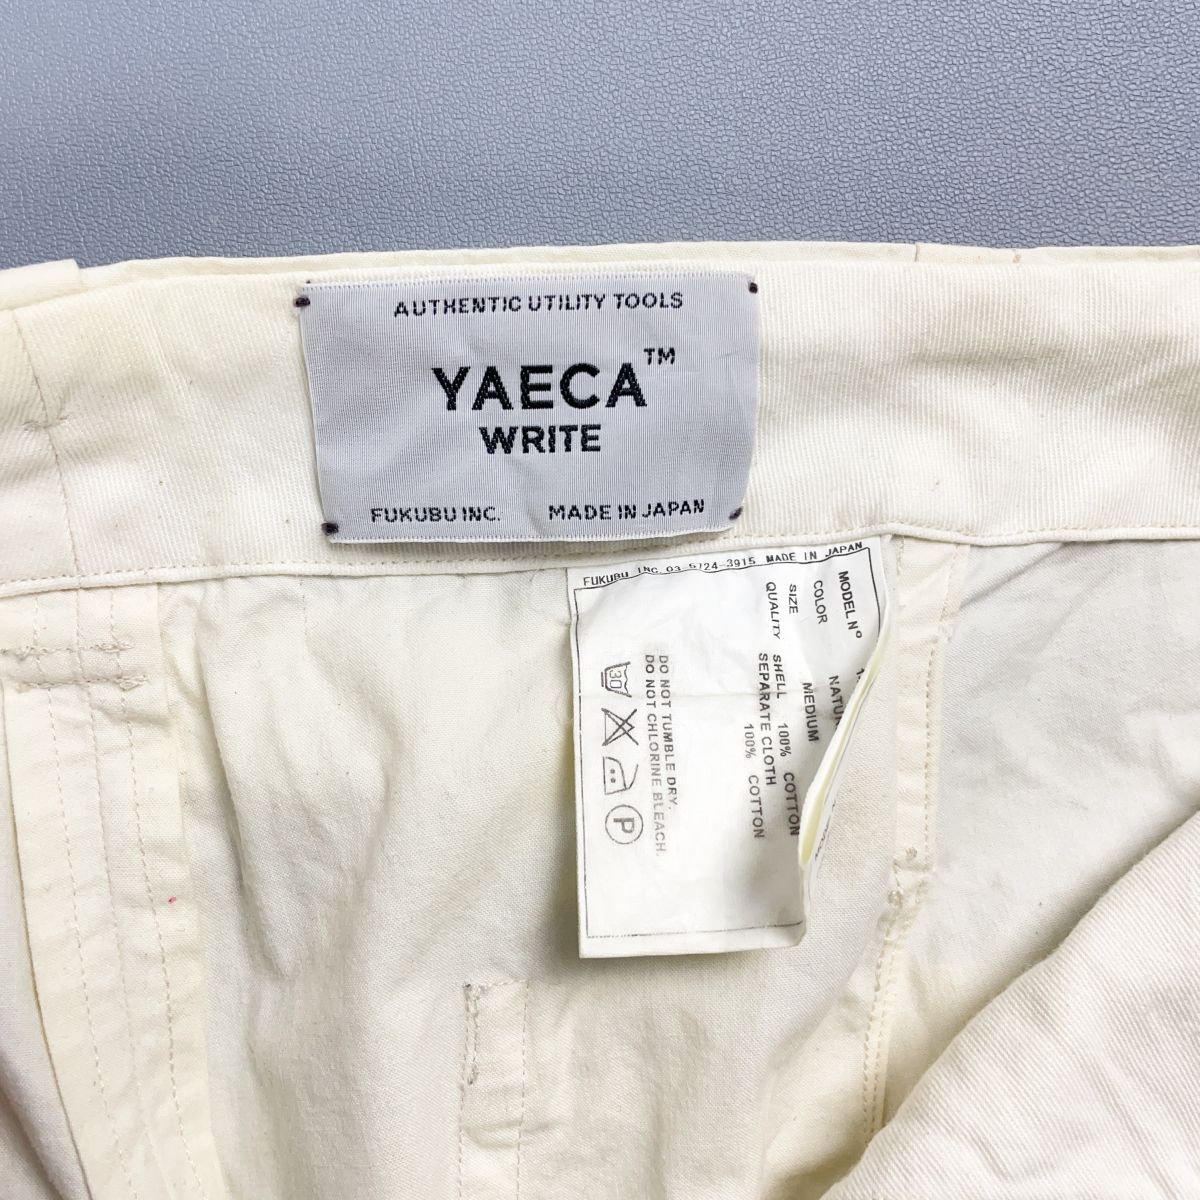 AUTHENTIC UTILITY TOOLS
YAECA™
WRITE
FUKUBU INC. MADE IN JAPAN
FUKUBU INC. 03 5724-3915 MADE IN JAPAN
MODEL Nº
COLOR
SIZE MEDIUM
QUALITY SHELL 100% COTTON
SEPARATE CLOTH
100% COTTON
DO NOT TUMBLE DRY.
DO NOT CHLORINE BLEACH.
30
P